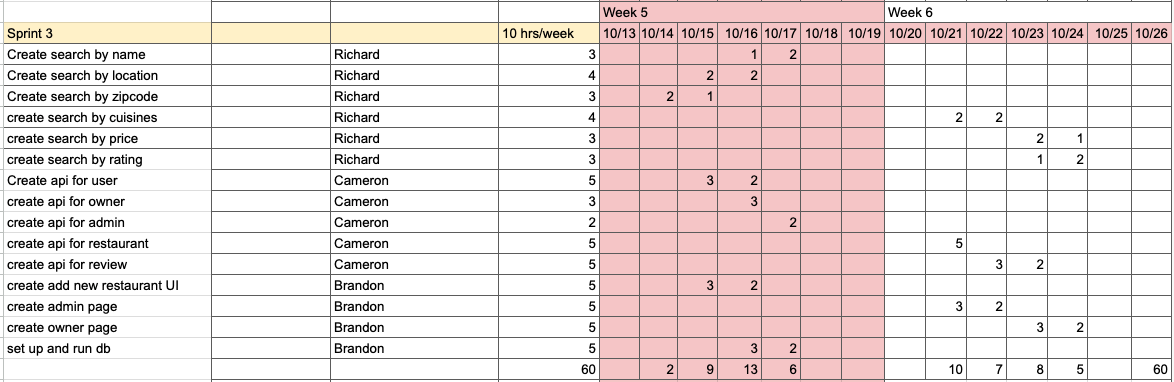 Week 5 Week 6
Sprint 3 10 hrs/week 10/13 10/14 10/15 10/16 10/17 10/18 10/19 10/20 10/21 10/22 10/23 10/24 10/25 10/26
Create search by name Richard 3 1 2
Create search by location Richard 4 2 2
Create search by zipcode Richard 3 2 1
create search by cuisines Richard 4 2 2
create search by price Richard 3 2 1
create search by rating Richard 3 1 2
Create api for user Cameron 5 3 2
create api for owner Cameron 3 3
create api for admin Cameron 2 2
create api for restaurant Cameron 5 5
create api for review Cameron 5 3 2
create add new restaurant UI Brandon 5 3 2
create admin page Brandon 5 3 2
create owner page Brandon 5 3 2
set up and run db Brandon 5 3 2
60 2 9 13 6 10 7 8 5 60